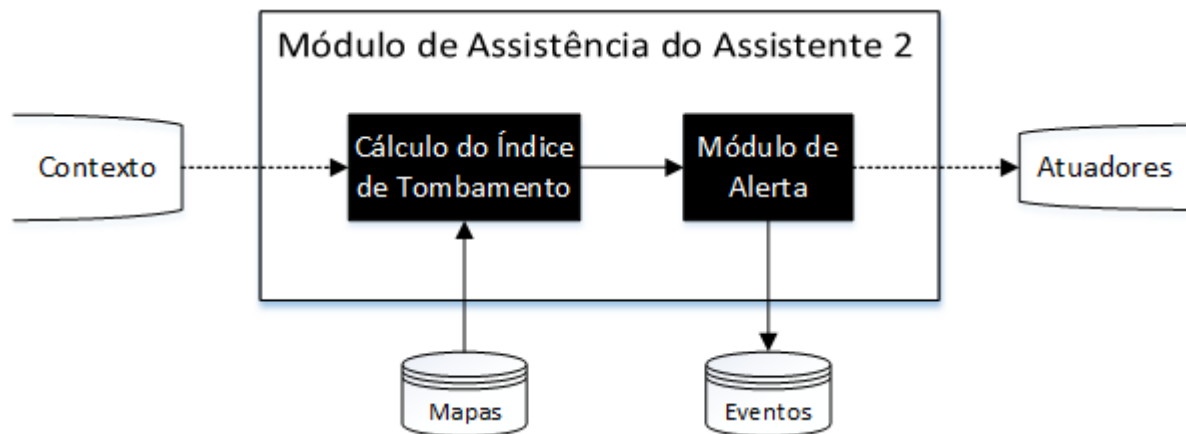 Módulo de Assistência do Assistente 2
Contexto
Cálculo do Índice
de Tombamento
Módulo de
Alerta
Atuadores
Mapas
Eventos